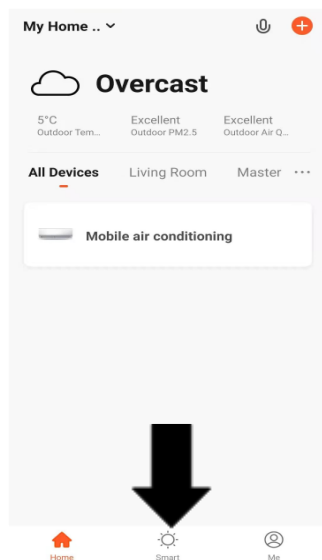 My Home ..
Overcast
5°C Excellent Excellent
Outdoor Tem... Outdoor PM2.5 Outdoor Air Q...
All Devices Living Room Master ...
Mobile air conditioning
Home Smart Me